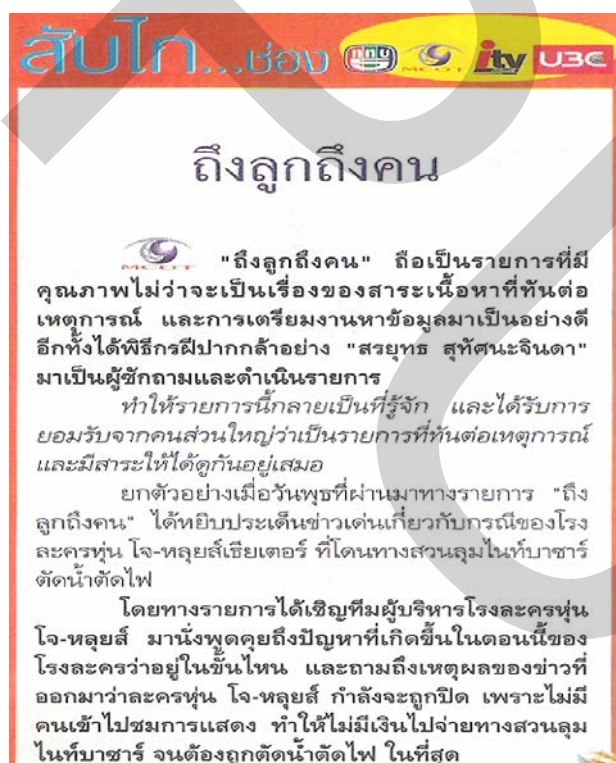 สับไก...ช่อง ททบ MCOT itv UBC
ถึงลูกถึงคน
MCOT "ถึงลูกถึงคน" ถือเป็นรายการที่มี
คุณภาพไม่ว่าจะเป็นเรื่องของสาระเนื้อหาที่ทันต่อ
เหตุการณ์ และการเตรียมงานหาข้อมูลมาเป็นอย่างดี
อีกทั้งได้พิธีกรฝีปากกล้าอย่าง "สรยุทธ สุทัศนะจินดา"
มาเป็นผู้ซักถามและดำเนินรายการ
ทำให้รายการนี้กลายเป็นที่รู้จัก และได้รับการ
ยอมรับจากคนส่วนใหญ่ว่าเป็นรายการที่ทันต่อเหตุการณ์
และมีสาระให้ได้ดูกันอยู่เสมอ
ยกตัวอย่างเมื่อวันพุธที่ผ่านมาทางรายการ "ถึง
ลูกถึงคน" ได้หยิบประเด็นข่าวเด่นเกี่ยวกับกรณีของโรง
ละครหุ่น โจ-หลุยส์เธียเตอร์ ที่โดนทางสวนลุมไนท์บาซาร์
ตัดน้ำตัดไฟ
โดยทางรายการได้เชิญทีมผู้บริหารโรงละครหุ่น
โจ-หลุยส์ มานั่งพูดคุยถึงปัญหาที่เกิดขึ้นในตอนนี้ของ
โรงละครว่าอยู่ในขั้นไหน และถามถึงเหตุผลของข่าวที่
ออกมาว่าละครหุ่น โจ-หลุยส์ กำลังจะถูกปิด เพราะไม่มี
คนเข้าไปชมการแสดง ทำให้ไม่มีเงินไปจ่ายทางสวนลุม
ไนท์บาซาร์ จนต้องถูกตัดน้ำตัดไฟ ในที่สุด